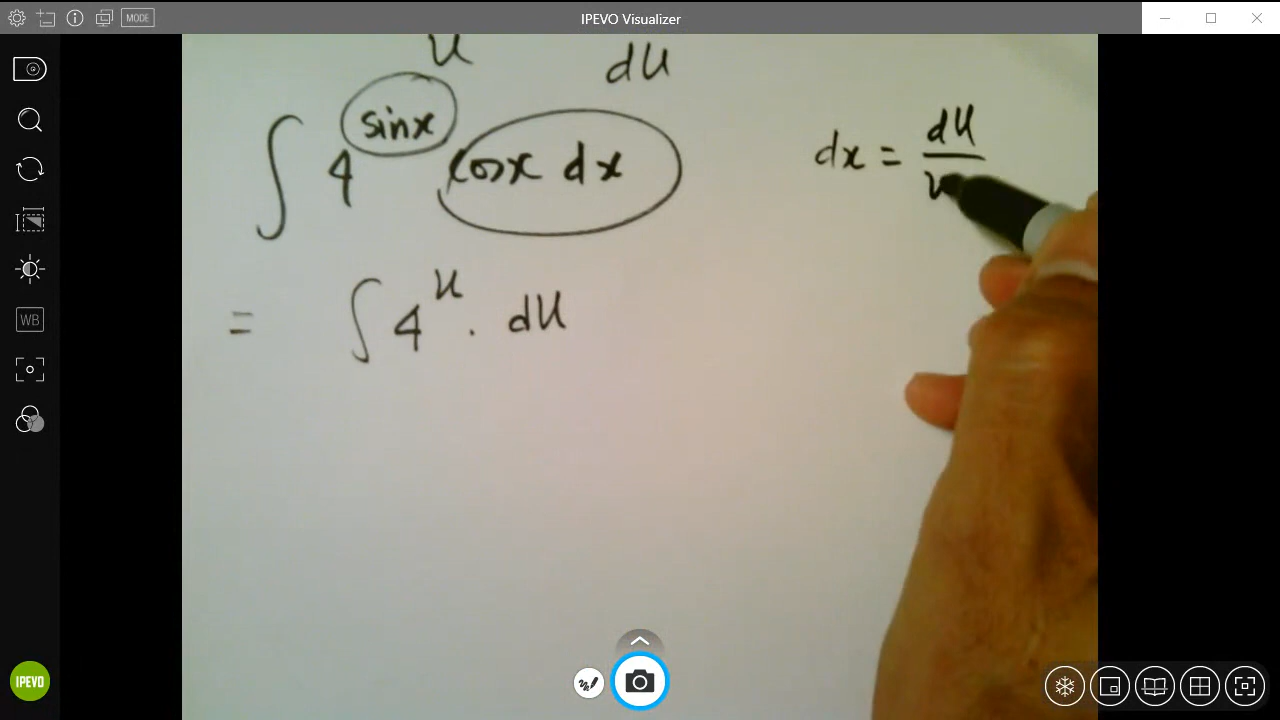 IPEVO Visualizer
MODE
u du
∫ 4^sinx cosx dx
dx = du/u
= ∫ 4^u . du
WB
IPEVO